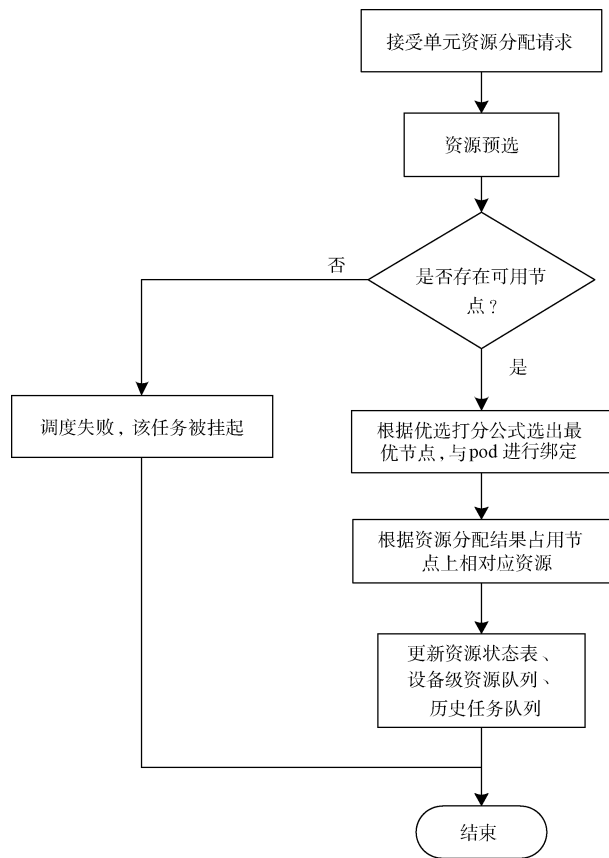 接受单元资源分配请求
资源预选
否
是否存在可用节
点?
是
调度失败,该任务被挂起
根据优选打分公式选出最
优节点,与pod 进行绑定
根据资源分配结果占用节
点上相对应资源
更新资源状态表、
设备级资源队列、
历史任务队列
结束